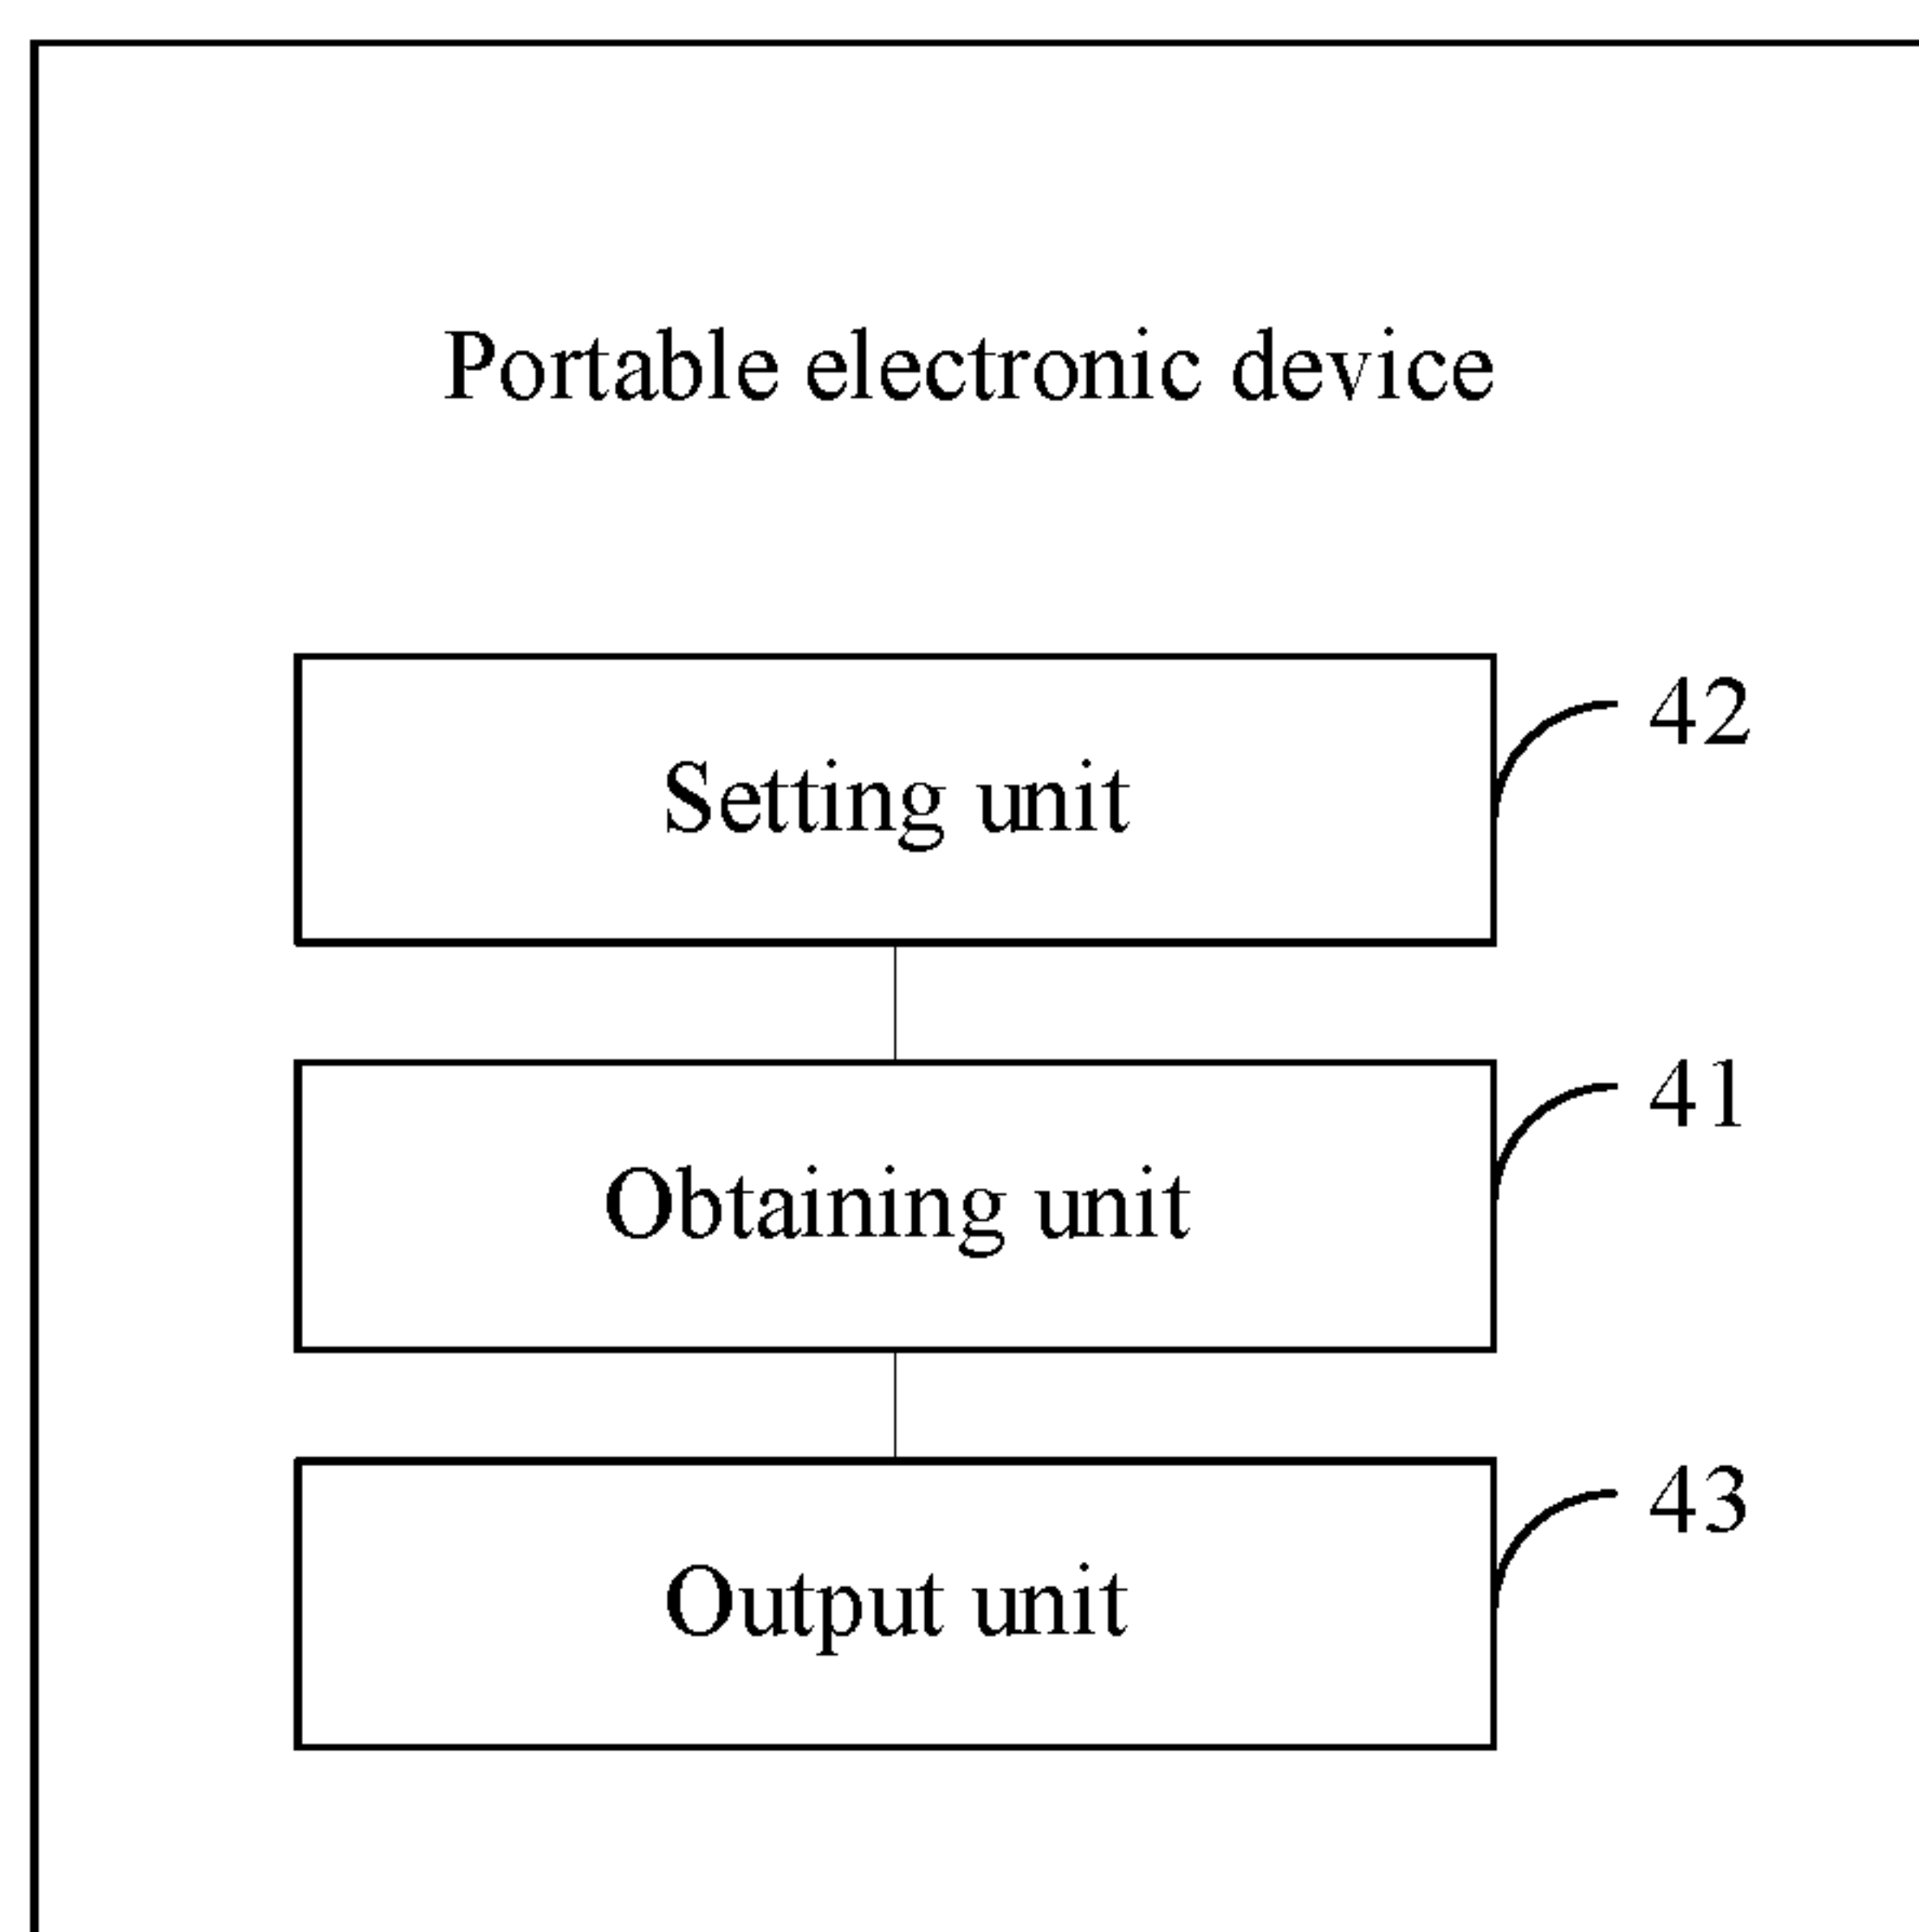 Portable electronic device
Setting unit
42
Obtaining unit
41
Output unit
43